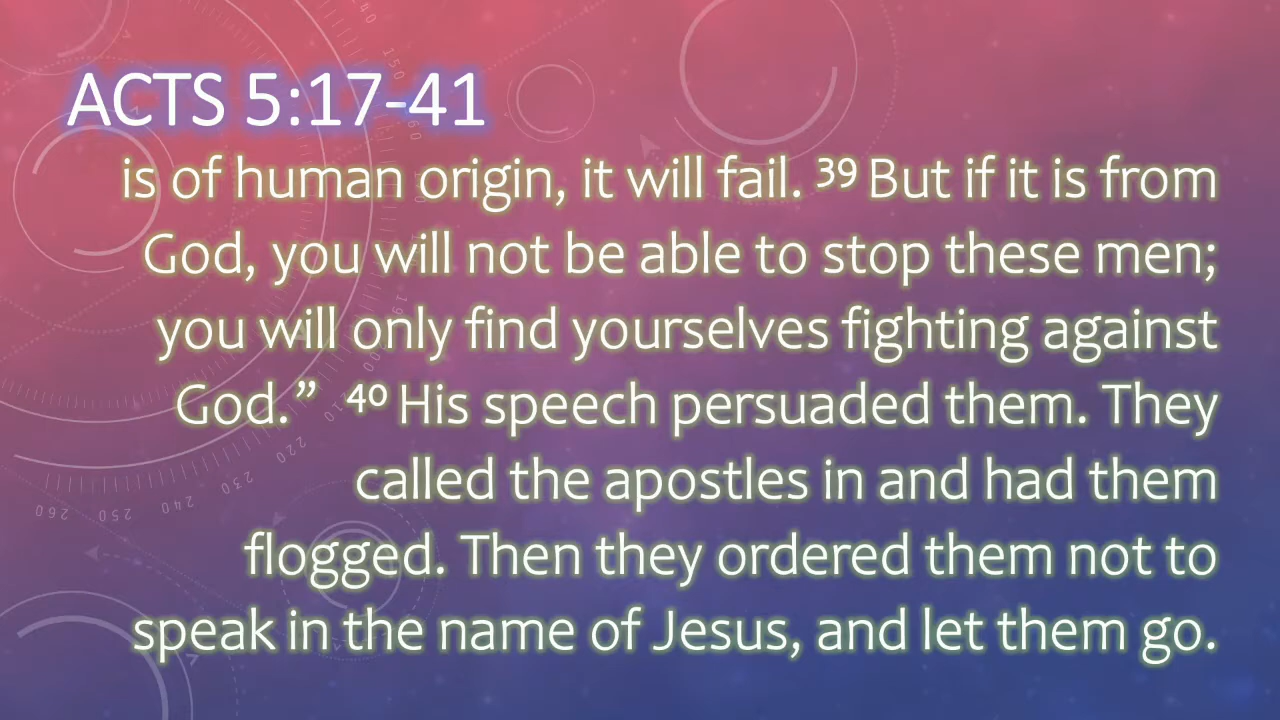 ACTS 5:17-41
is of human origin, it will fail. ³⁹ But if it is from
God, you will not be able to stop these men;
you will only find yourselves fighting against
God.” ⁴⁰ His speech persuaded them. They
called the apostles in and had them
flogged. Then they ordered them not to
speak in the name of Jesus, and let them go.